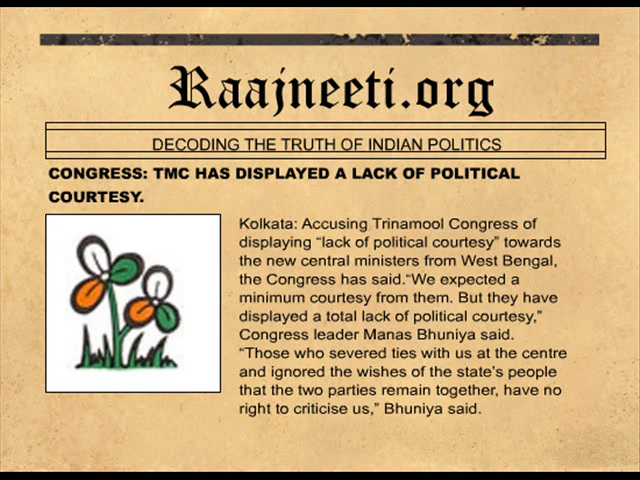 Raajneeti.org
DECODING THE TRUTH OF INDIAN POLITICS
CONGRESS: TMC HAS DISPLAYED A LACK OF POLITICAL
COURTESY.
Kolkata: Accusing Trinamool Congress of
displaying “lack of political courtesy” towards
the new central ministers from West Bengal,
the Congress has said.“We expected a
minimum courtesy from them. But they have
displayed a total lack of political courtesy,”
Congress leader Manas Bhuniya said.
“Those who severed ties with us at the centre
and ignored the wishes of the state’s people
that the two parties remain together, have no
right to criticise us,” Bhuniya said.